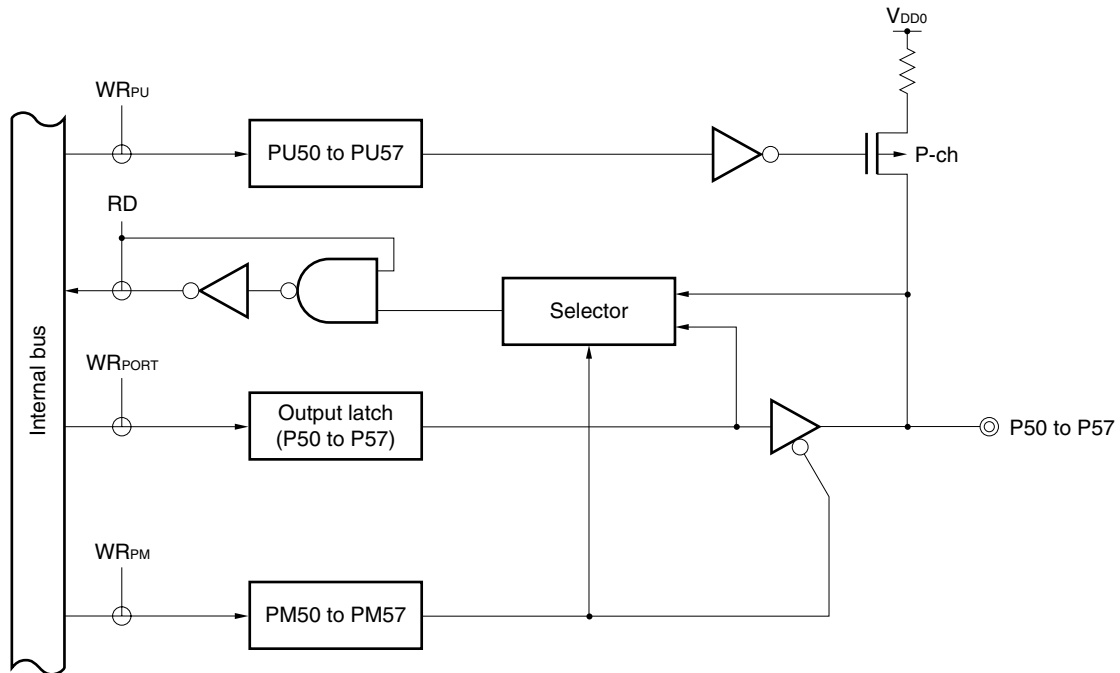 VDD0
WRPU
PU50 to PU57
P-ch
RD
Selector
Internal bus
WRPORT
Output latch
(P50 to P57)
P50 to P57
WRPM
PM50 to PM57